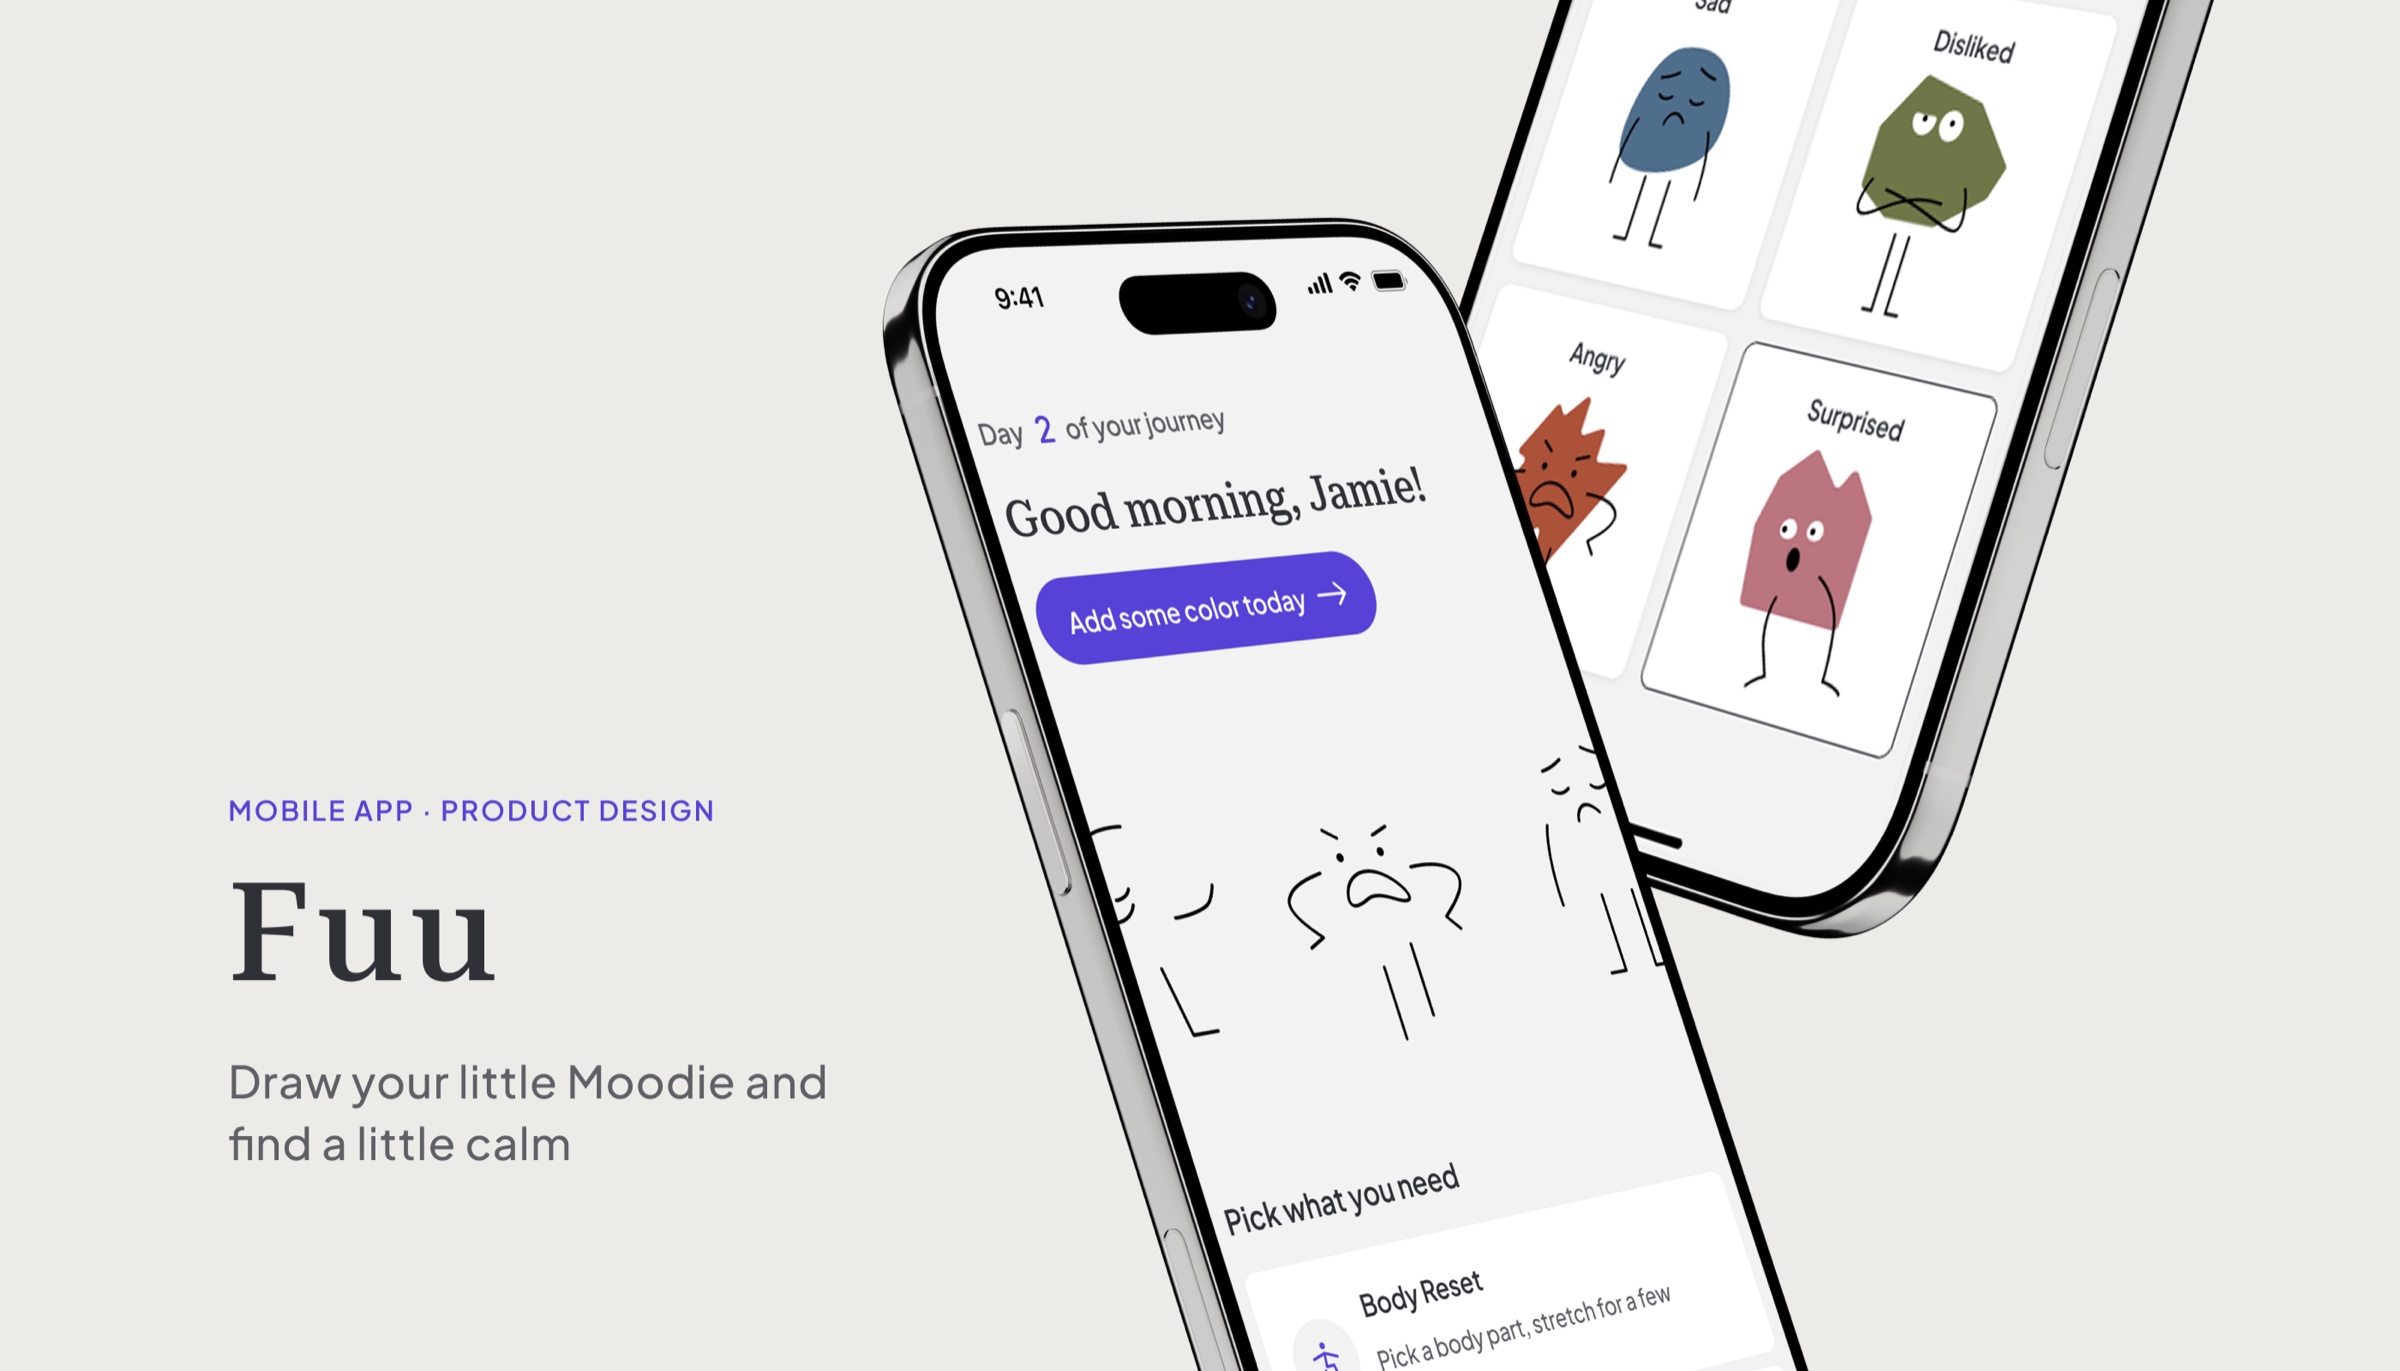 MOBILE APP · PRODUCT DESIGN
Fuu
Draw your little Moodie and
find a little calm
9:41
Day 2 of your journey
Good morning, Jamie!
Add some color today →
Pick what you need
Body Reset
Pick a body part, stretch for a few
Sad
Disliked
Angry
Surprised